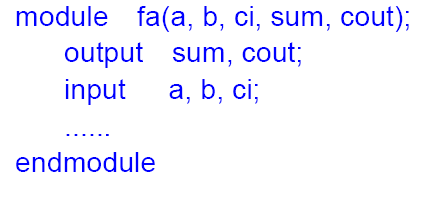 module fa(a, b, ci, sum, cout);
output sum, cout;
input a, b, ci;
......
endmodule